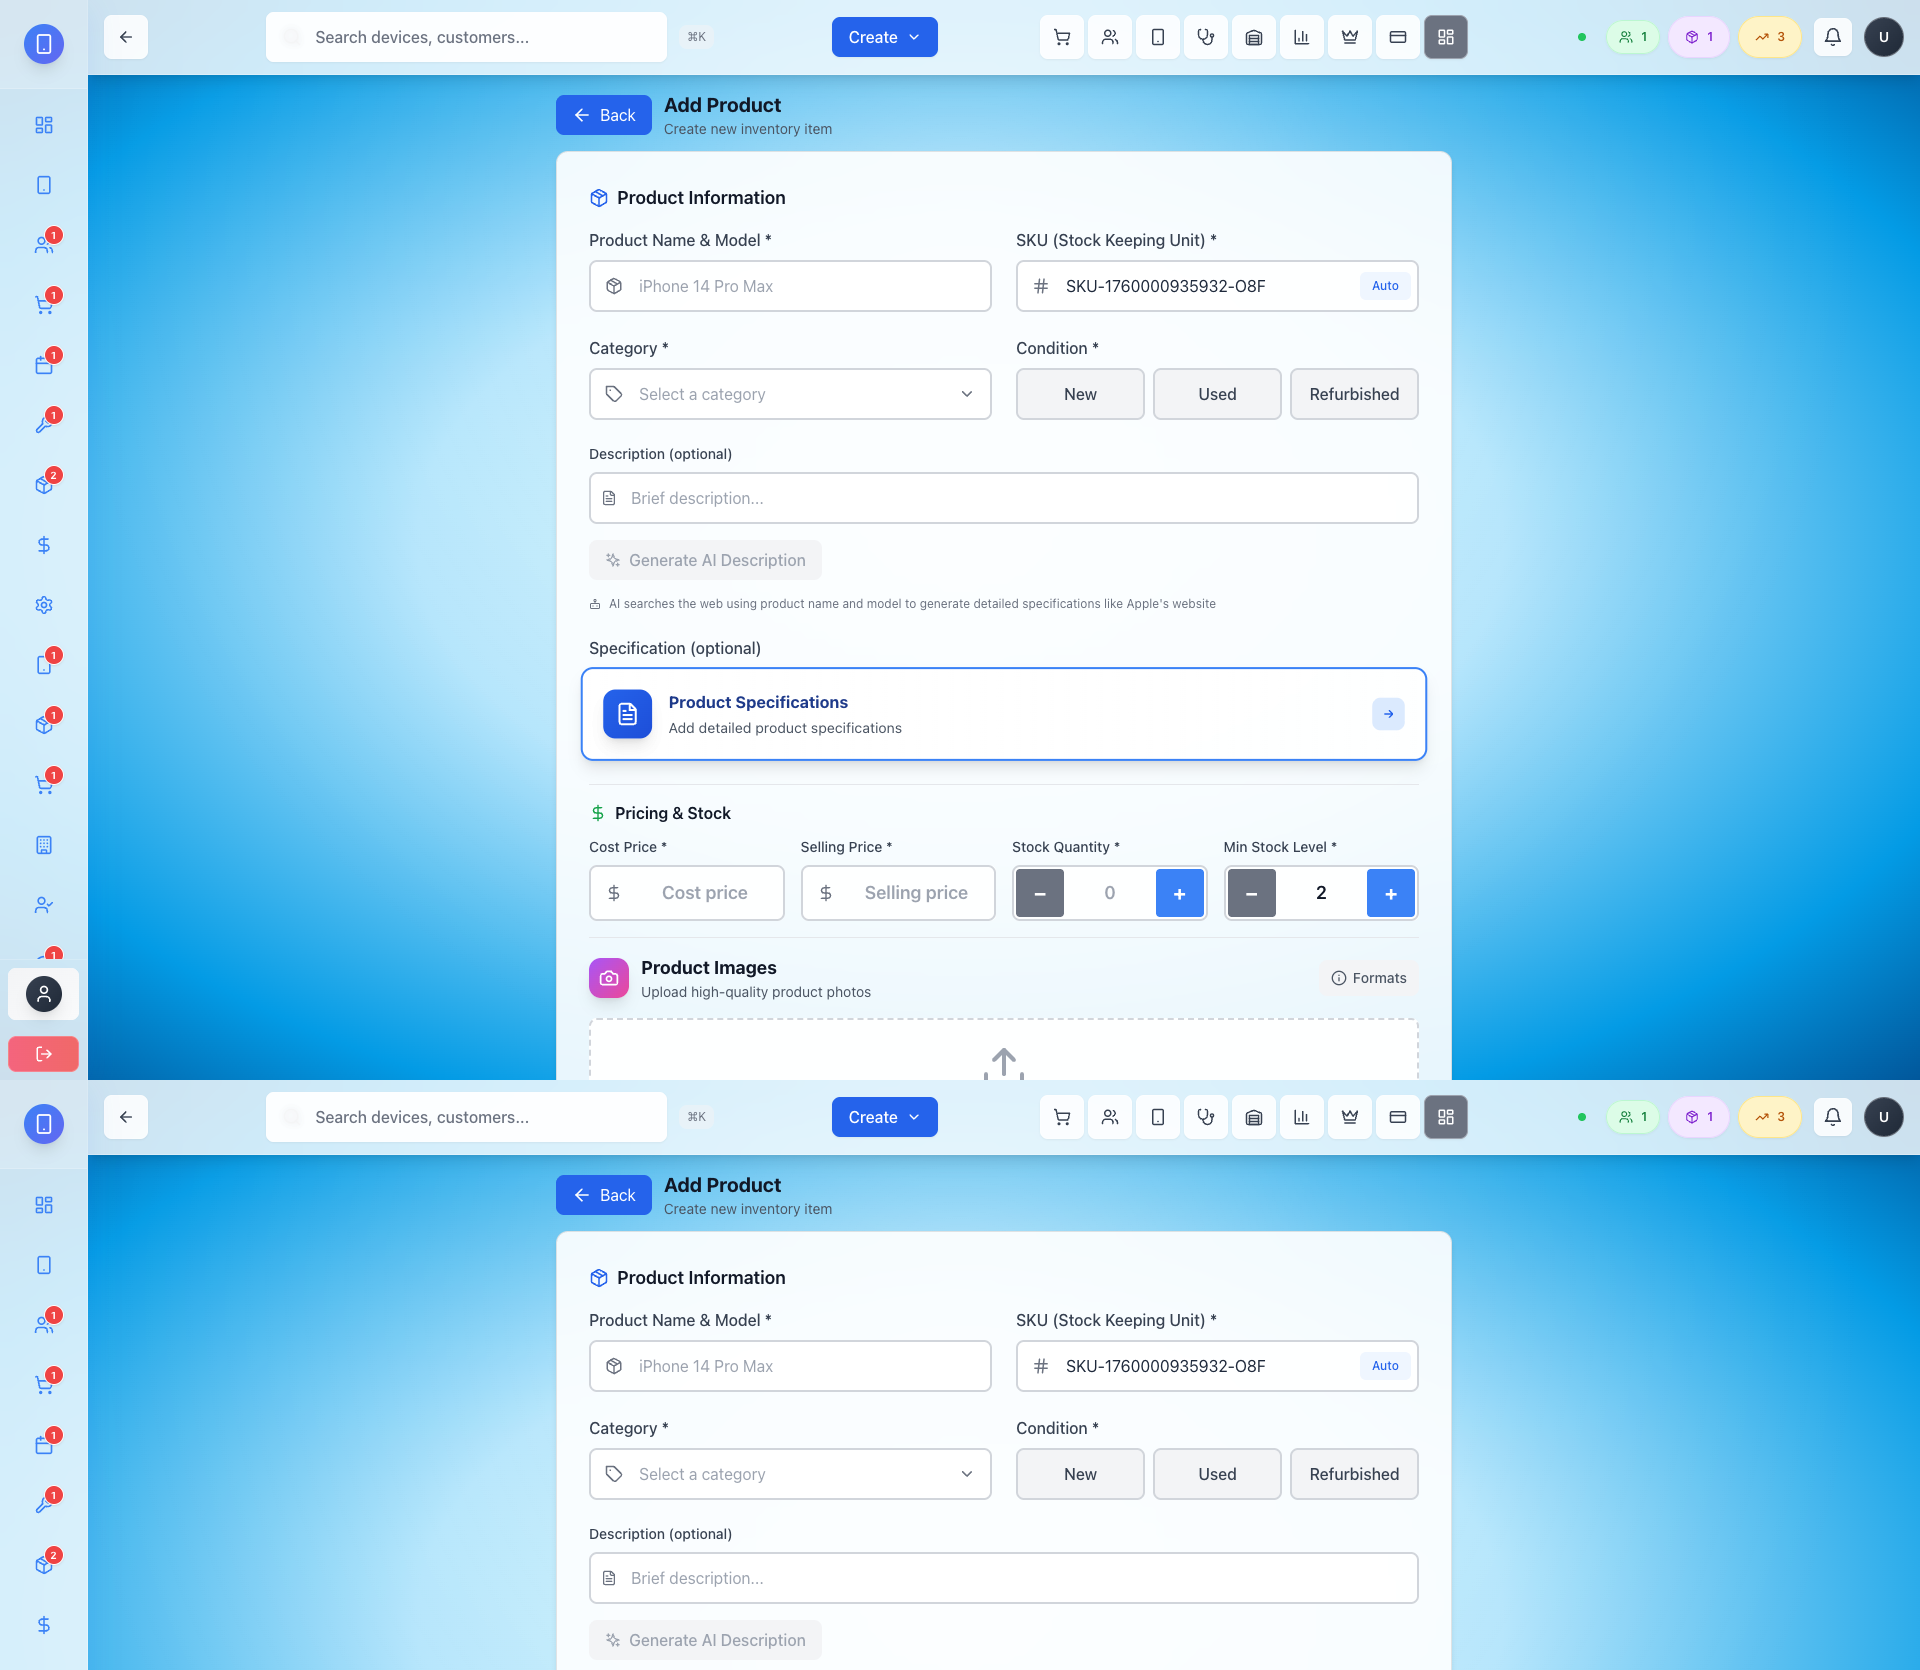 Search devices, customers...
⌘K
Create
1
1
3
U
Back
Add Product
Create new inventory item
Product Information
Product Name & Model *
SKU (Stock Keeping Unit) *
iPhone 14 Pro Max
SKU-1760000935932-O8F
Auto
Category *
Condition *
Select a category
New
Used
Refurbished
Description (optional)
Brief description...
Generate AI Description
AI searches the web using product name and model to generate detailed specifications like Apple's website
Specification (optional)
Product Specifications
Add detailed product specifications
Pricing & Stock
Cost Price *
Selling Price *
Stock Quantity *
Min Stock Level *
Cost price
Selling price
−
0
+
−
2
+
Product Images
Upload high-quality product photos
Formats
1
1
1
1
2
1
1
1
1
Search devices, customers...
⌘K
Create
1
1
3
U
Back
Add Product
Create new inventory item
Product Information
Product Name & Model *
SKU (Stock Keeping Unit) *
iPhone 14 Pro Max
SKU-1760000935932-O8F
Auto
Category *
Condition *
Select a category
New
Used
Refurbished
Description (optional)
Brief description...
Generate AI Description
1
1
1
1
2